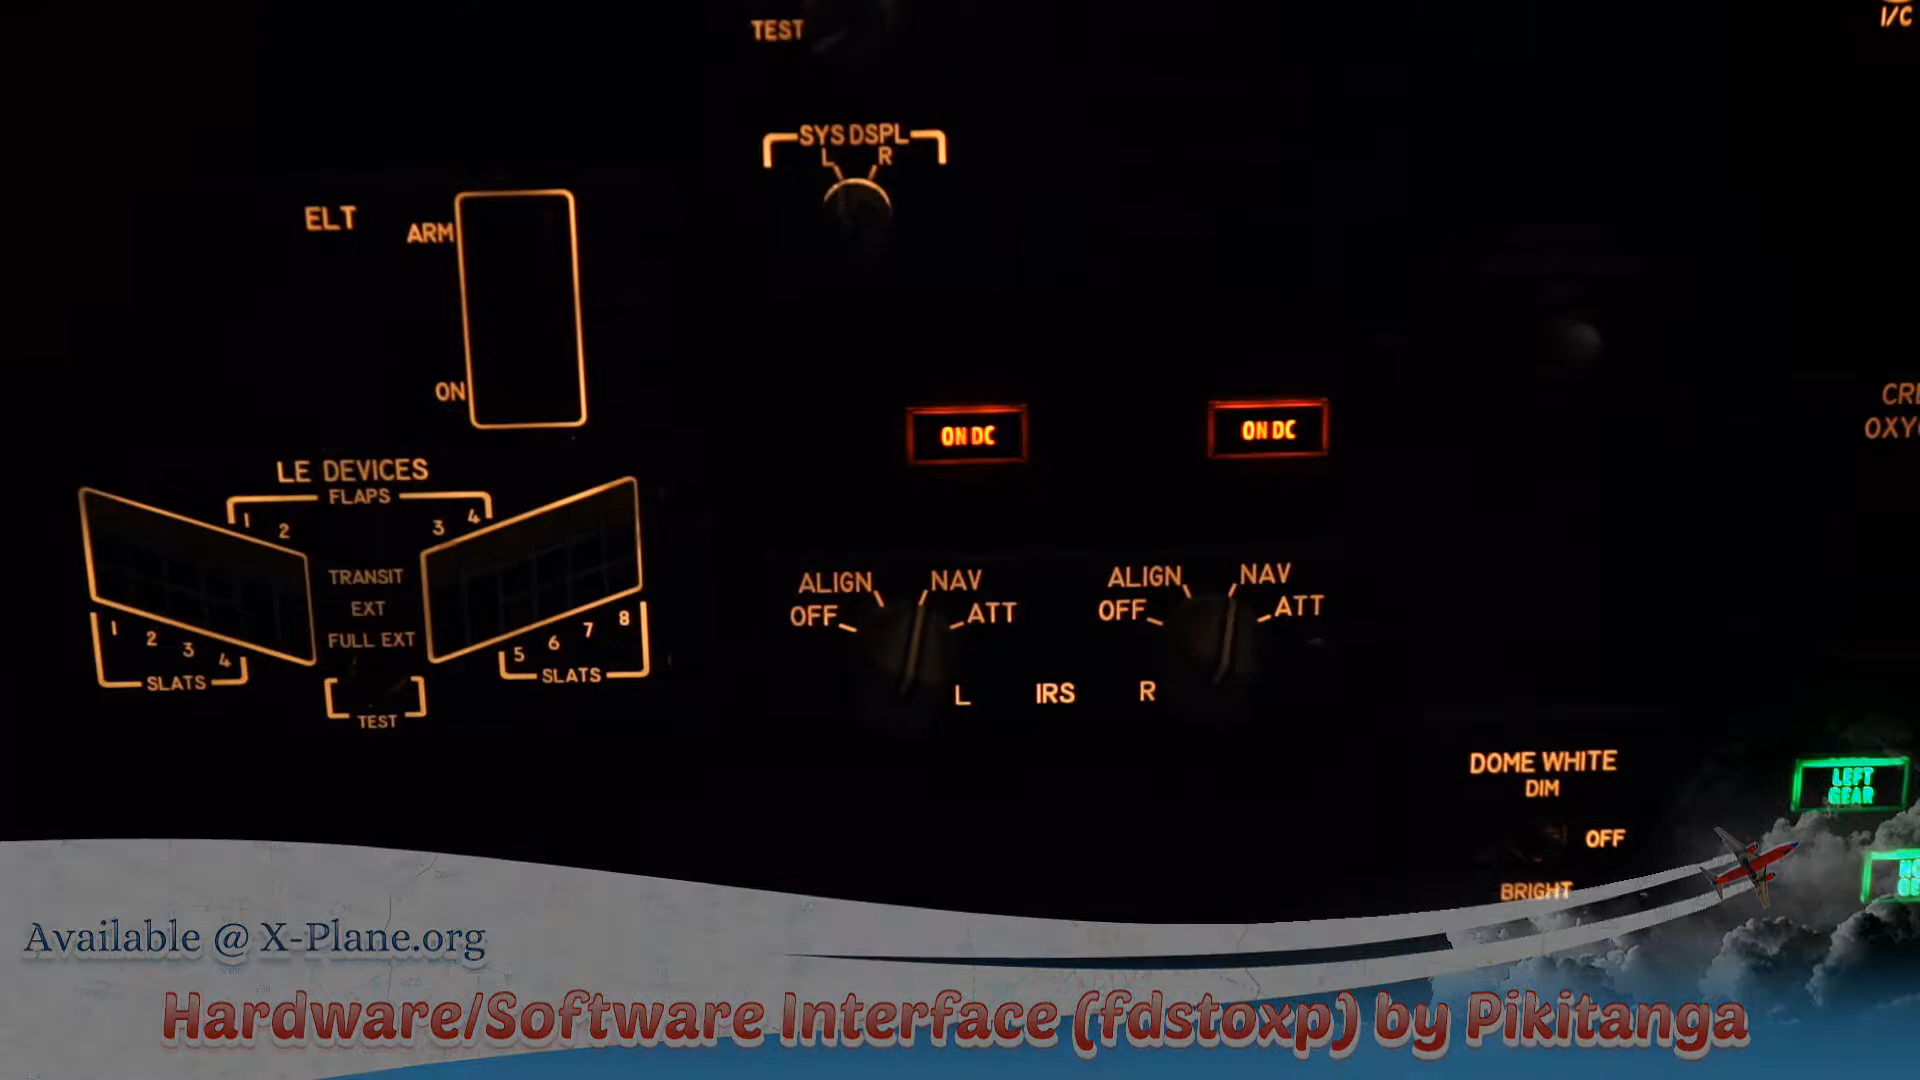 TEST
I/C
SYS DSPL
L R
ELT
ARM
ON
ON DC
ON DC
LE DEVICES
FLAPS
1 2 3 4
TRANSIT
EXT
FULL EXT
1 2 3 4
SLATS
5 6 7 8
SLATS
TEST
ALIGN NAV
OFF ATT
ALIGN NAV
OFF ATT
L IRS R
DOME WHITE
DIM
OFF
BRIGHT
LEFT
GEAR
Available @ X-Plane.org
Hardware/Software Interface (fdstoxp) by Pikitanga